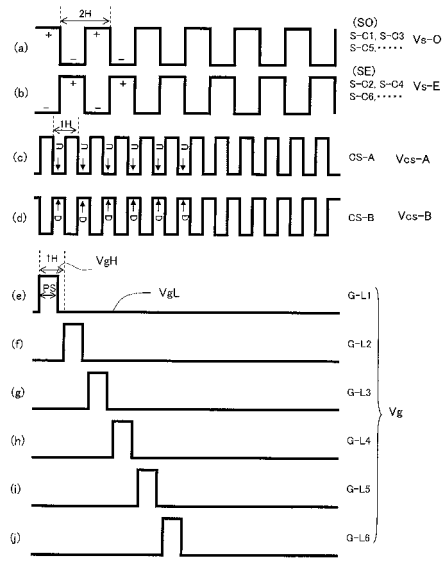 2H
(SO)
(a) + − + − S-C1, S-C3 Vs-O
S-C5, ·····
(SE)
(b) − + − + S-C2, S-C4 Vs-E
S-C6, ·····
1H
(c) U U U U U U CS-A Vcs-A
(d) D D D D D D CS-B Vcs-B
1H VgH
(e) PS VgL G-L1
(f) G-L2
(g) G-L3
Vg
(h) G-L4
(i) G-L5
(j) G-L6